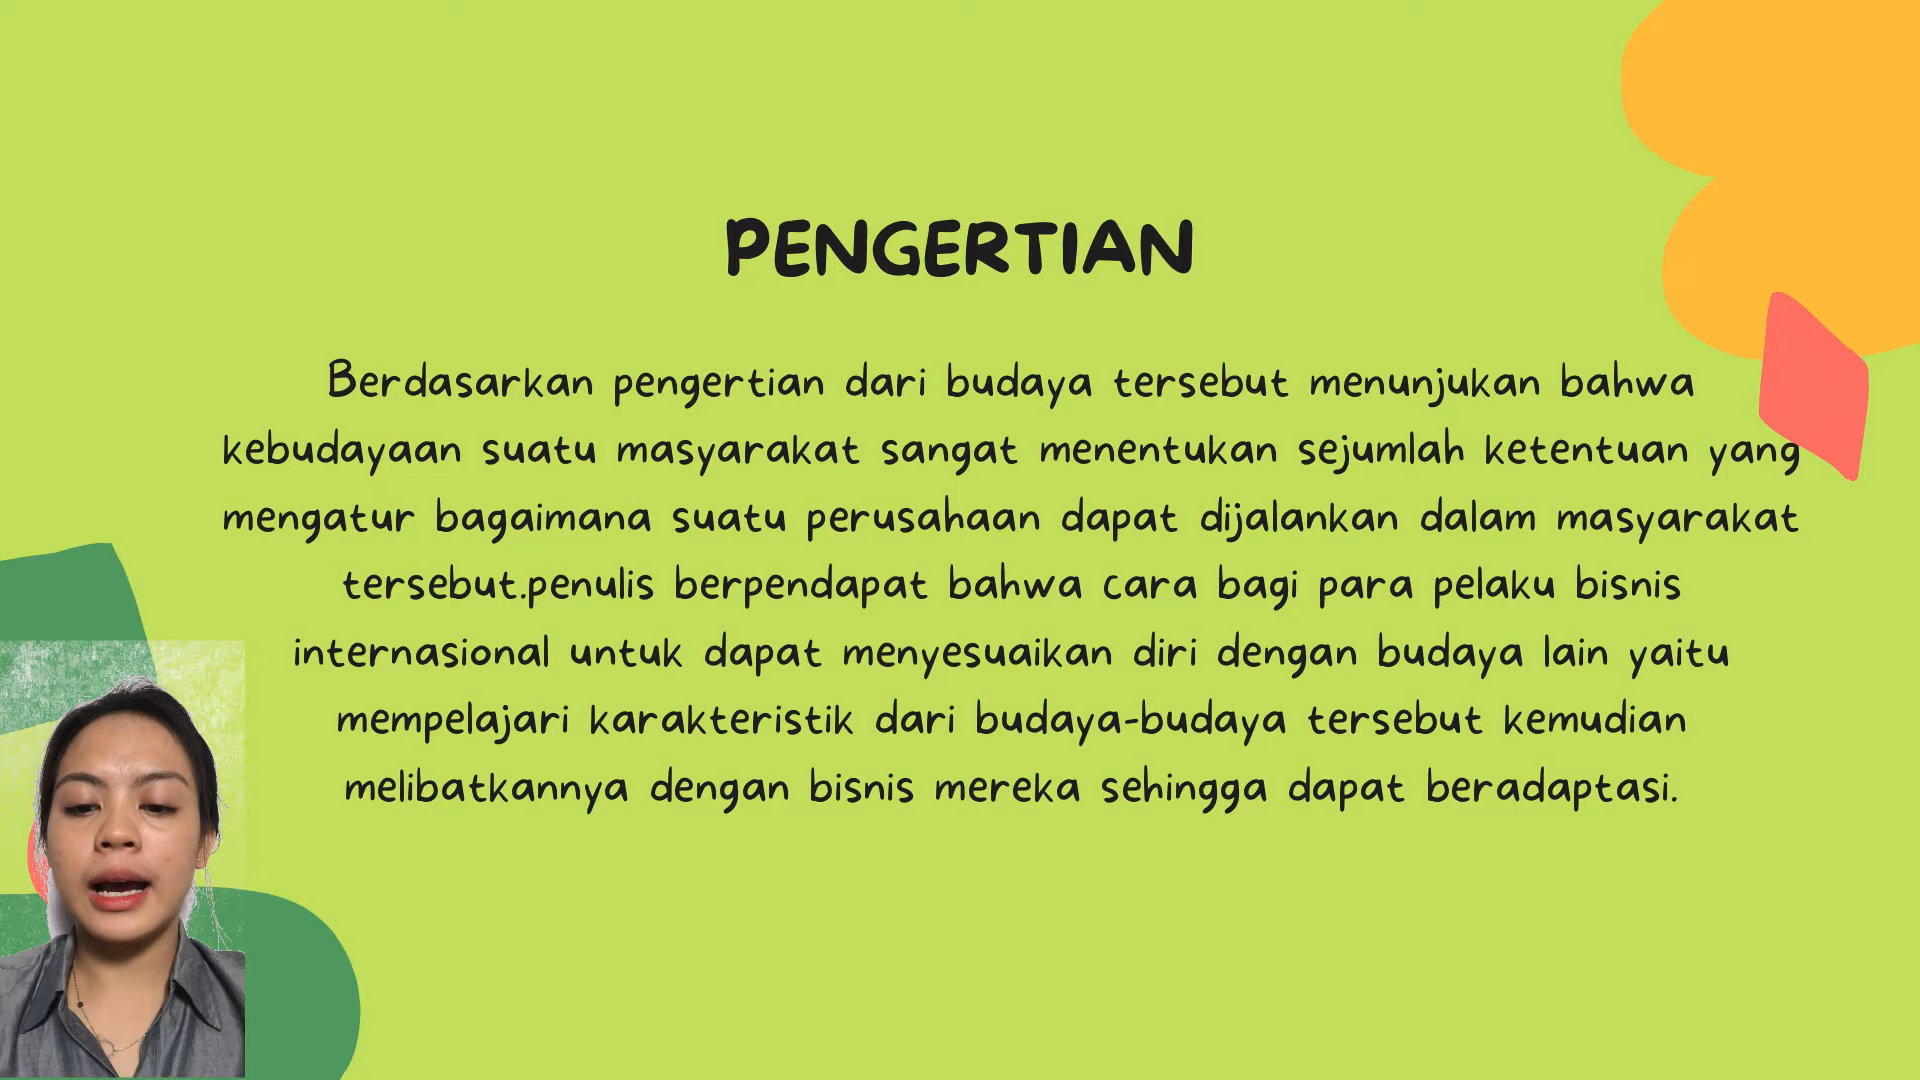 PENGERTIAN
Berdasarkan pengertian dari budaya tersebut menunjukan bahwa
kebudayaan suatu masyarakat sangat menentukan sejumlah ketentuan yang
mengatur bagaimana suatu perusahaan dapat dijalankan dalam masyarakat
tersebut.penulis berpendapat bahwa cara bagi para pelaku bisnis
internasional untuk dapat menyesuaikan diri dengan budaya lain yaitu
mempelajari karakteristik dari budaya-budaya tersebut kemudian
melibatkannya dengan bisnis mereka sehingga dapat beradaptasi.